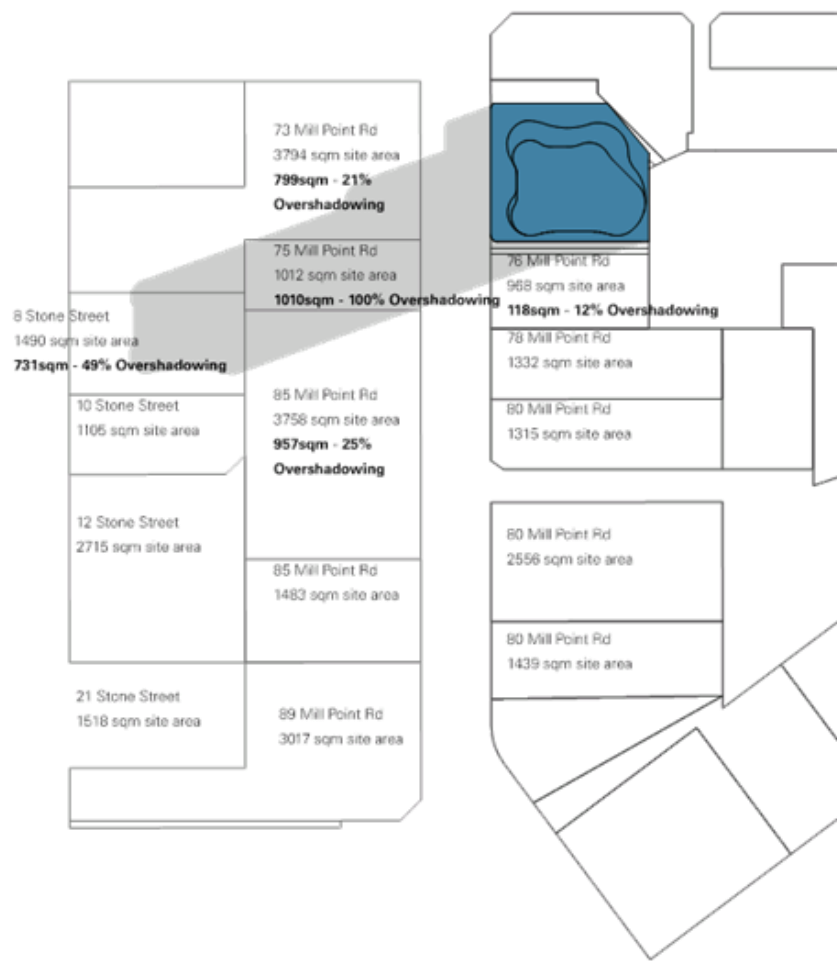 73 Mill Point Rd
3794 sqm site area
799sqm - 21%
Overshadowing
75 Mill Point Rd
1012 sqm site area
1010sqm - 100% Overshadowing
76 Mill Point Rd
968 sqm site area
118sqm - 12% Overshadowing
8 Stone Street
1490 sqm site area
731sqm - 49% Overshadowing
78 Mill Point Rd
1332 sqm site area
85 Mill Point Rd
3758 sqm site area
957sqm - 25%
Overshadowing
10 Stone Street
1105 sqm site area
80 Mill Point Rd
1315 sqm site area
12 Stone Street
2715 sqm site area
80 Mill Point Rd
2556 sqm site area
85 Mill Point Rd
1483 sqm site area
80 Mill Point Rd
1439 sqm site area
21 Stone Street
1518 sqm site area
89 Mill Point Rd
3017 sqm site area